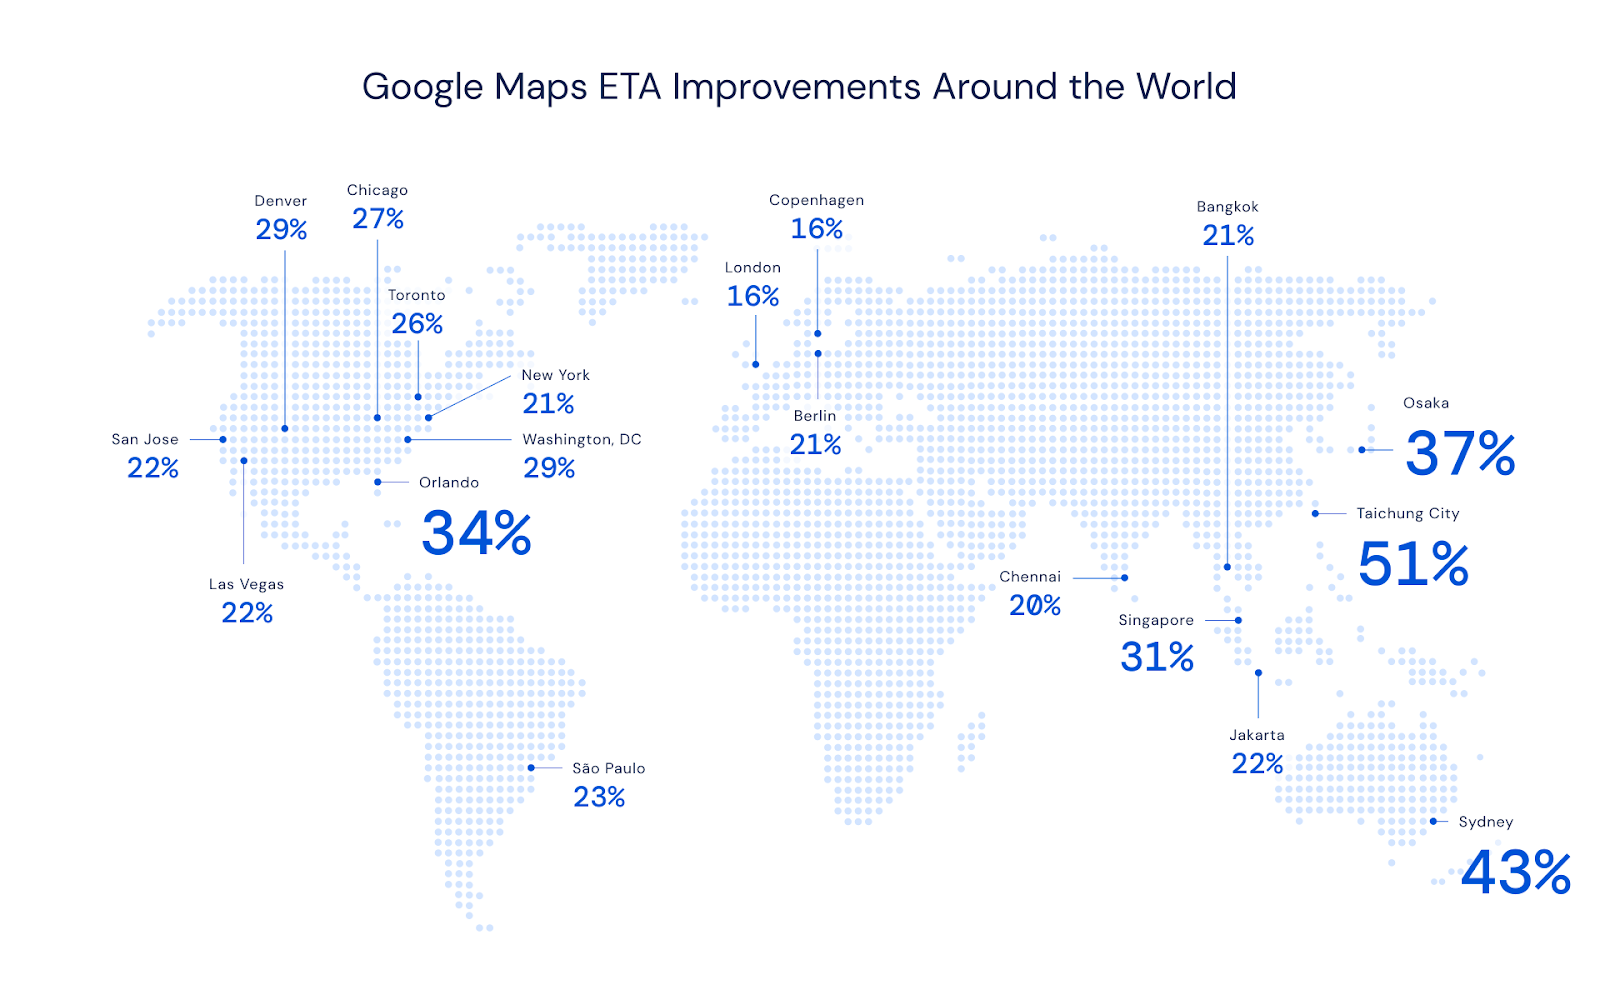 Google Maps ETA Improvements Around the World
Denver
29%
Chicago
27%
Toronto
26%
New York
21%
San Jose
22%
Washington, DC
29%
Orlando
34%
Las Vegas
22%
São Paulo
23%
Copenhagen
16%
London
16%
Berlin
21%
Bangkok
21%
Osaka
37%
Taichung City
51%
Chennai
20%
Singapore
31%
Jakarta
22%
Sydney
43%